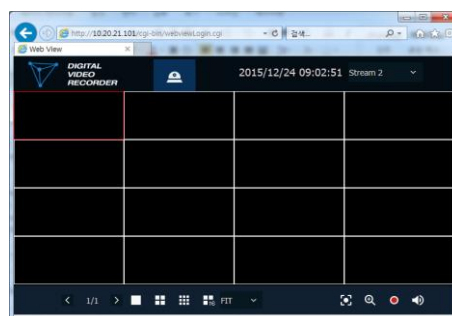 http://10.20.21.101/cgi-bin/webviewLogin.cgi
검색...
Web View
DIGITAL
VIDEO
RECORDER
2015/12/24 09:02:51 Stream 2
1/1
FIT